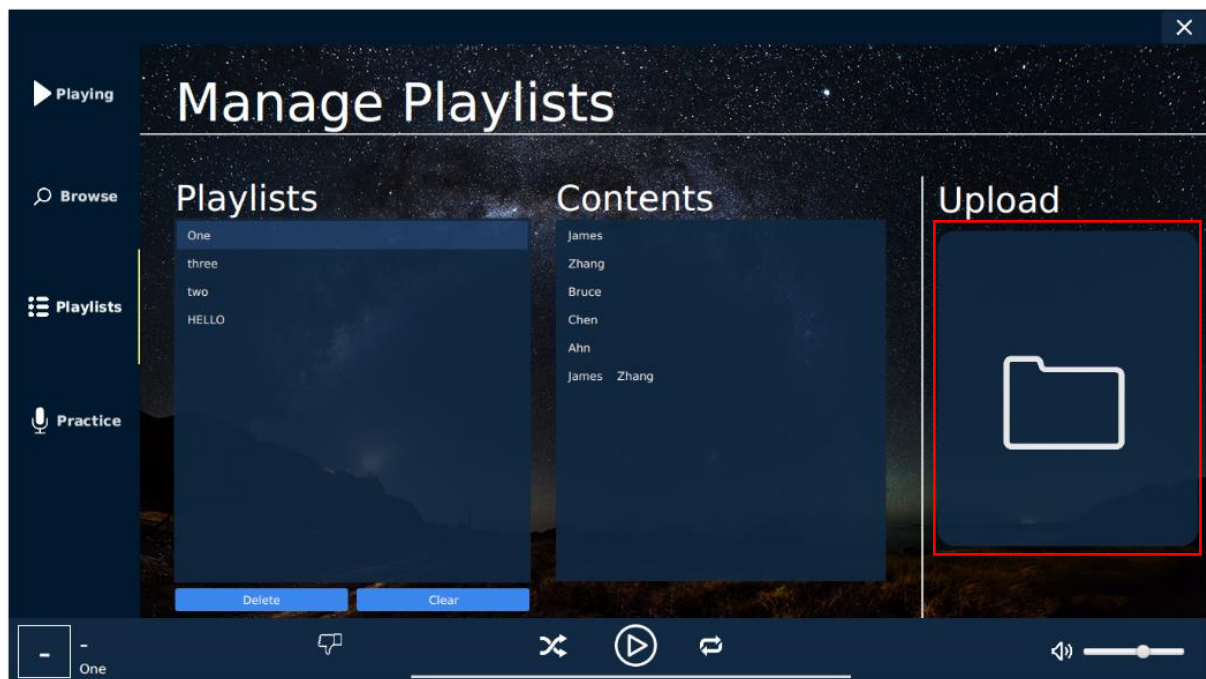 Playing
Browse
Playlists
Practice
Manage Playlists
Playlists
One
three
two
HELLO
Delete
Clear
Contents
James
Zhang
Bruce
Chen
Ahn
James Zhang
Upload
-
-
One